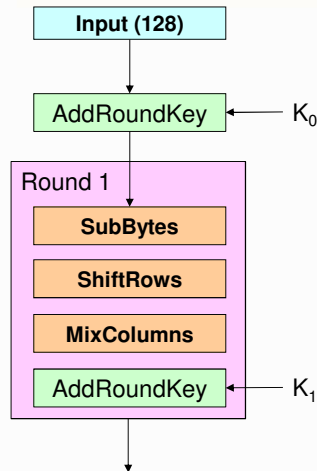 Input (128)
AddRoundKey
K0
Round 1
SubBytes
ShiftRows
MixColumns
AddRoundKey
K1